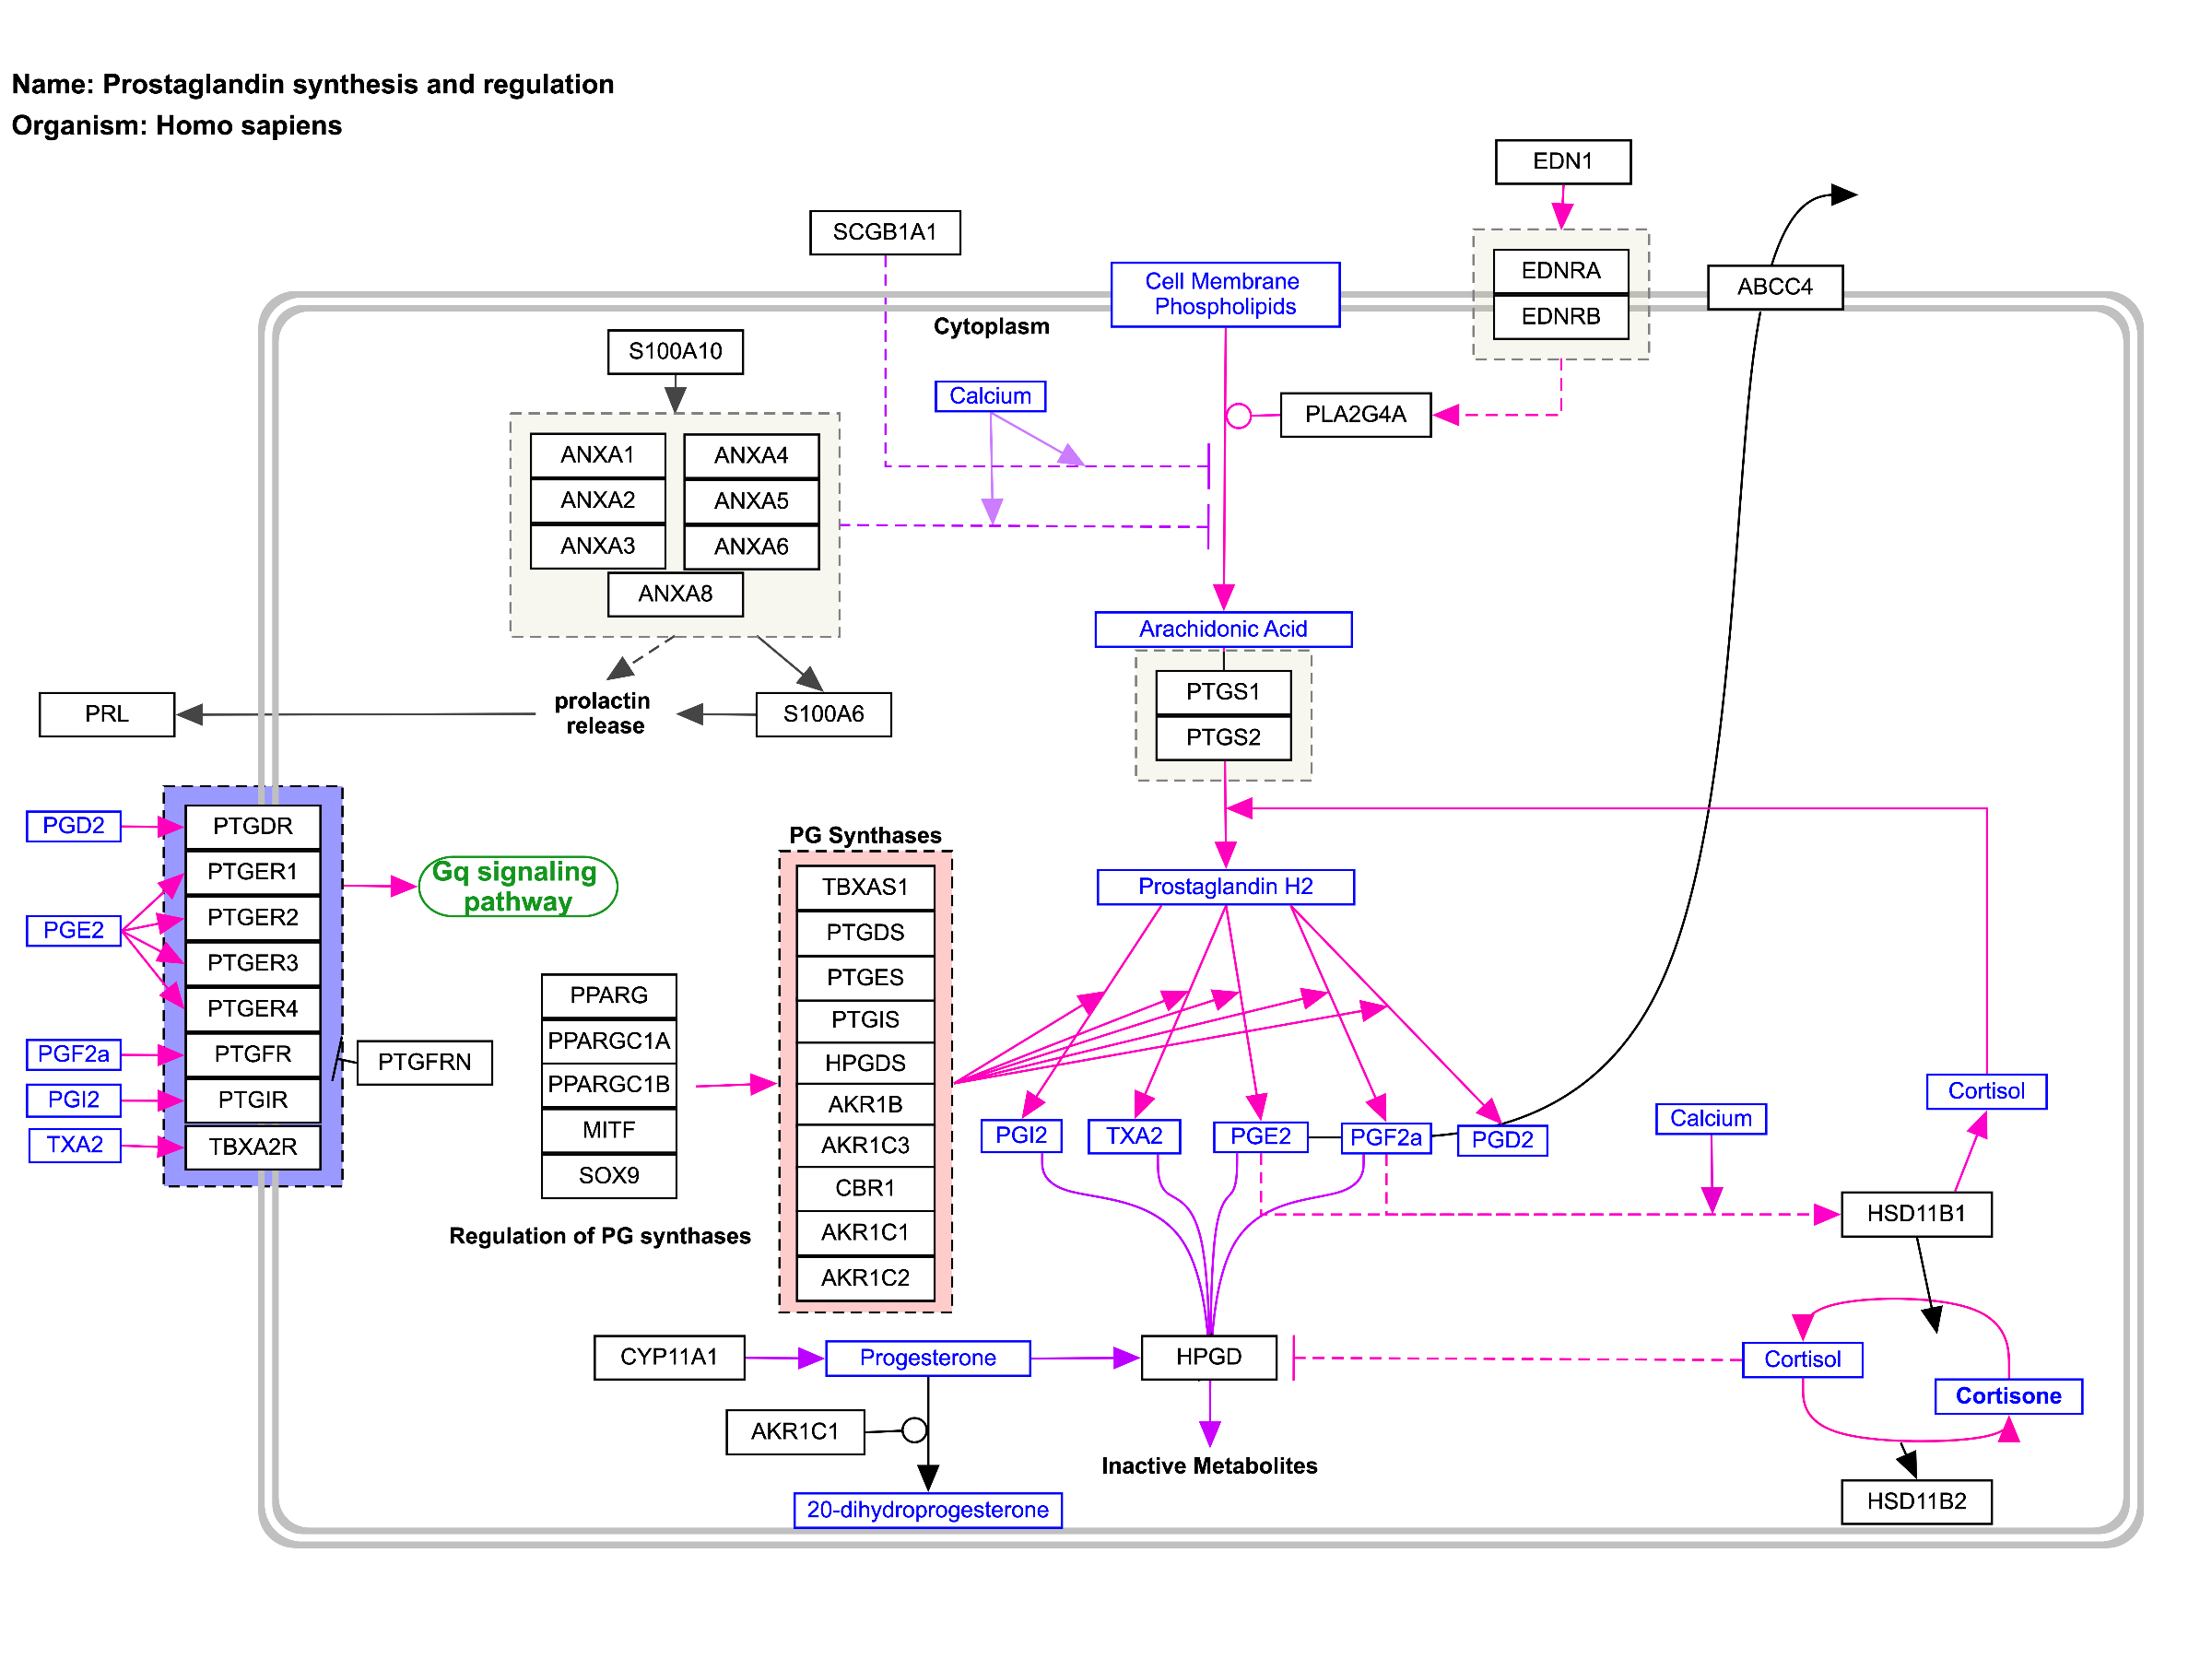 Name: Prostaglandin synthesis and regulation
Organism: Homo sapiens
EDN1
SCGB1A1
EDNRA
EDNRB
ABCC4
Cell Membrane
Phospholipids
Cytoplasm
S100A10
Calcium
PLA2G4A
ANXA1
ANXA4
ANXA2
ANXA5
ANXA3
ANXA6
ANXA8
Arachidonic Acid
PTGS1
PTGS2
PRL
prolactin
release
S100A6
PGD2
PGE2
PGF2a
PGI2
TXA2
PTGDR
PTGER1
PTGER2
PTGER3
PTGER4
PTGFR
PTGIR
TBXA2R
Gq signaling
pathway
PTGFRN
PPARG
PPARGC1A
PPARGC1B
MITF
SOX9
Regulation of PG synthases
PG Synthases
TBXAS1
PTGDS
PTGES
PTGIS
HPGDS
AKR1B
AKR1C3
CBR1
AKR1C1
AKR1C2
Prostaglandin H2
PGI2
TXA2
PGE2
PGF2a
PGD2
Calcium
Cortisol
HSD11B1
CYP11A1
Progesterone
HPGD
Cortisol
Cortisone
AKR1C1
Inactive Metabolites
20-dihydroprogesterone
HSD11B2